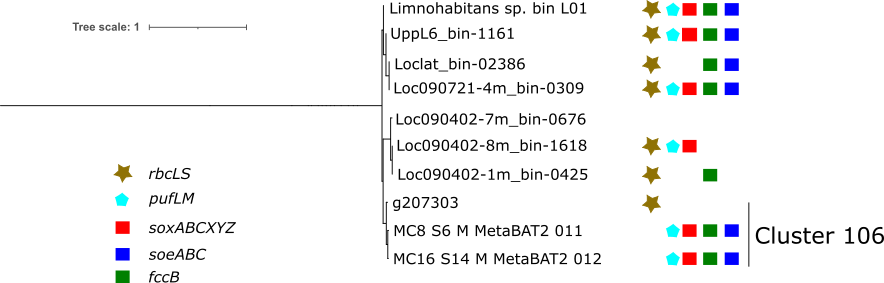 Limnohabitans sp. bin L01
Tree scale: 1
UppL6_bin-1161
Loclat_bin-02386
Loc090721-4m_bin-0309
Loc090402-7m_bin-0676
Loc090402-8m_bin-1618
Loc090402-1m_bin-0425
g207303
MC8 S6 M MetaBAT2 011
MC16 S14 M MetaBAT2 012
Cluster 106
rbcLS
pufLM
soxABCXYZ
soeABC
fccB